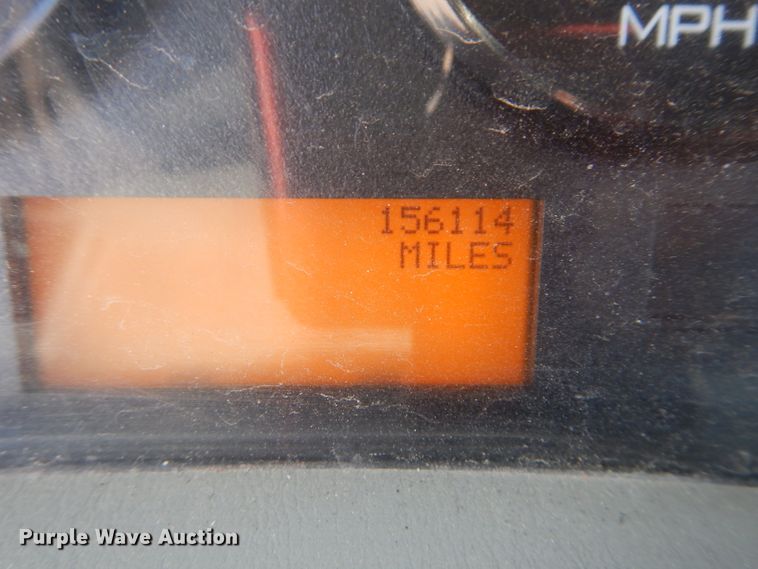 MPH
156114
MILES
Purple Wave Auction